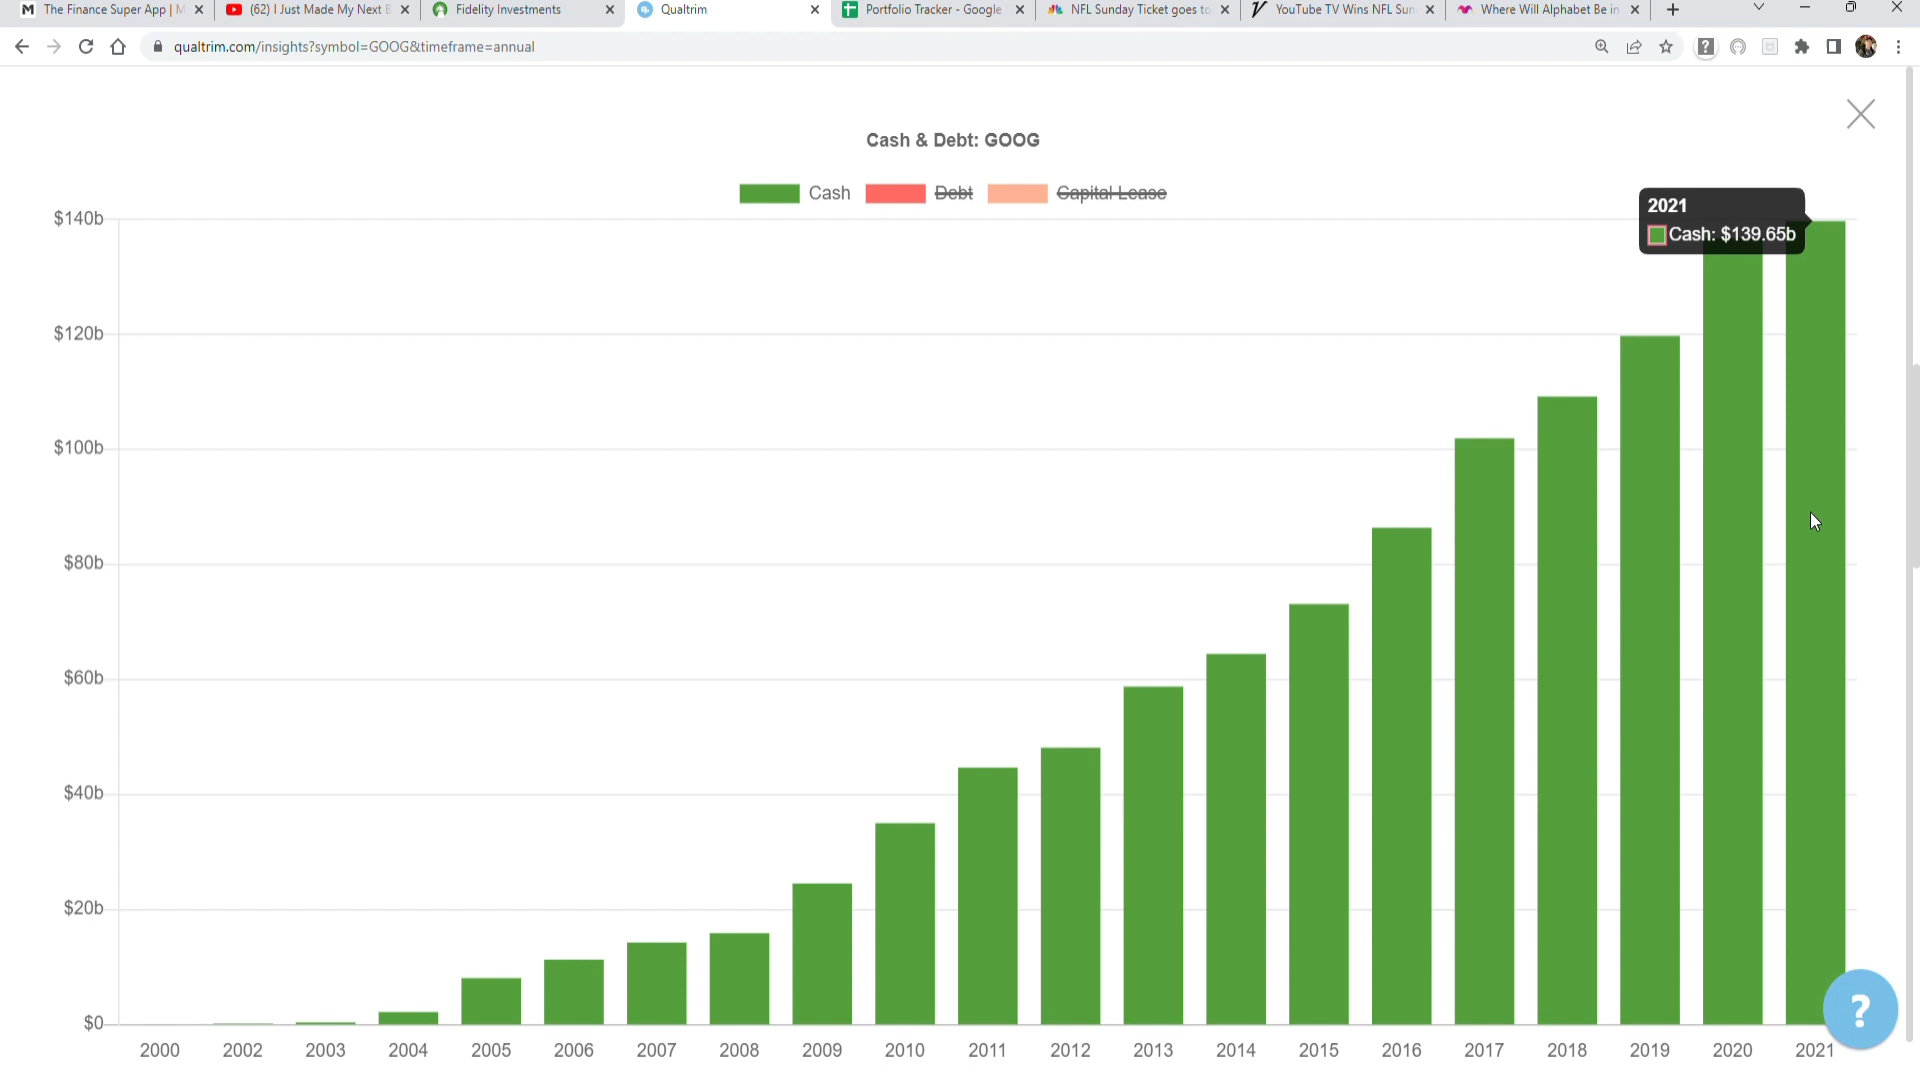 The Finance Super App | M
(62) I Just Made My Next B
Fidelity Investments
Qualtrim
Portfolio Tracker - Google
NFL Sunday Ticket goes to
YouTube TV Wins NFL Sun
Where Will Alphabet Be in
qualtrim.com/insights?symbol=GOOG&timeframe=annual
Cash & Debt: GOOG
Cash Debt Capital Lease
2021
Cash: $139.65b
$140b
$120b
$100b
$80b
$60b
$40b
$20b
$0
2000 2002 2003 2004 2005 2006 2007 2008 2009 2010 2011 2012 2013 2014 2015 2016 2017 2018 2019 2020 2021
?